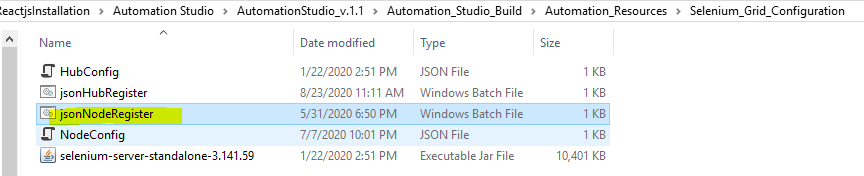 ReactjsInstallation > Automation Studio > AutomationStudio_v.1.1 > Automation_Studio_Build > Automation_Resources > Selenium_Grid_Configuration
Name Date modified Type Size
HubConfig 1/22/2020 2:51 PM JSON File 1 KB
jsonHubRegister 8/23/2020 11:11 AM Windows Batch File 1 KB
jsonNodeRegister 5/31/2020 6:50 PM Windows Batch File 1 KB
NodeConfig 7/7/2020 10:01 PM JSON File 1 KB
selenium-server-standalone-3.141.59 1/22/2020 2:51 PM Executable Jar File 10,401 KB